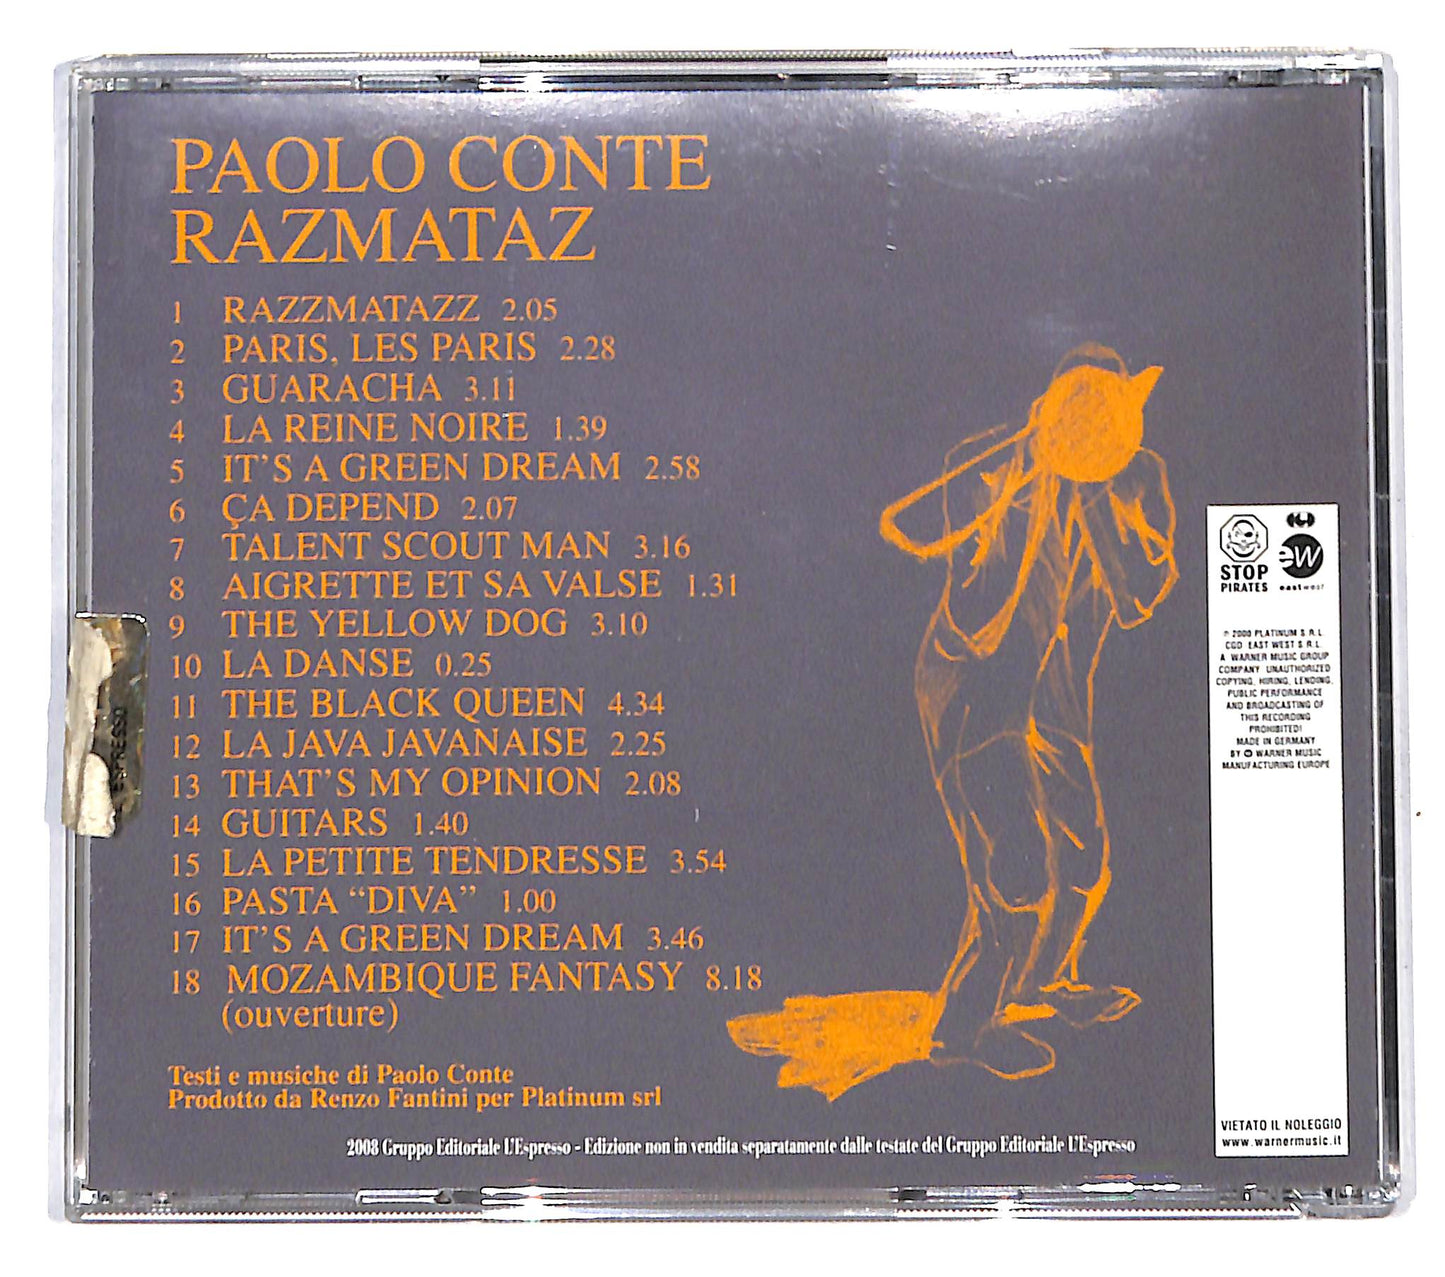 PAOLO CONTE
RAZMATAZ
1 RAZZMATAZZ 2.05
2 PARIS, LES PARIS 2.28
3 GUARACHA 3.11
4 LA REINE NOIRE 1.39
5 IT'S A GREEN DREAM 2.58
6 ÇA DEPEND 2.07
7 TALENT SCOUT MAN 3.16
8 AIGRETTE ET SA VALSE 1.31
9 THE YELLOW DOG 3.10
10 LA DANSE 0.25
11 THE BLACK QUEEN 4.34
12 LA JAVA JAVANAISE 2.25
13 THAT'S MY OPINION 2.08
14 GUITARS 1.40
15 LA PETITE TENDRESSE 3.54
16 PASTA “DIVA” 1.00
17 IT'S A GREEN DREAM 3.46
18 MOZAMBIQUE FANTASY 8.18
(ouverture)
Testi e musiche di Paolo Conte
Prodotto da Renzo Fantini per Platinum srl
2008 Gruppo Editoriale L'Espresso - Edizione non in vendita separatamente dalle testate del Gruppo Editoriale L'Espresso
STOP
PIRATES
ew
eastwest
℗ 2000 PLATINUM S.R.L.
CGD EAST WEST S.R.L.
A WARNER MUSIC GROUP
COMPANY UNAUTHORIZED
COPYING, HIRING, LENDING,
PUBLIC PERFORMANCE
AND BROADCASTING OF
THIS RECORDING
PROHIBITED!
MADE IN GERMANY
BY WARNER MUSIC
MANUFACTURING EUROPE
VIETATO IL NOLEGGIO
www.warnermusic.it
L'ESPRESSO